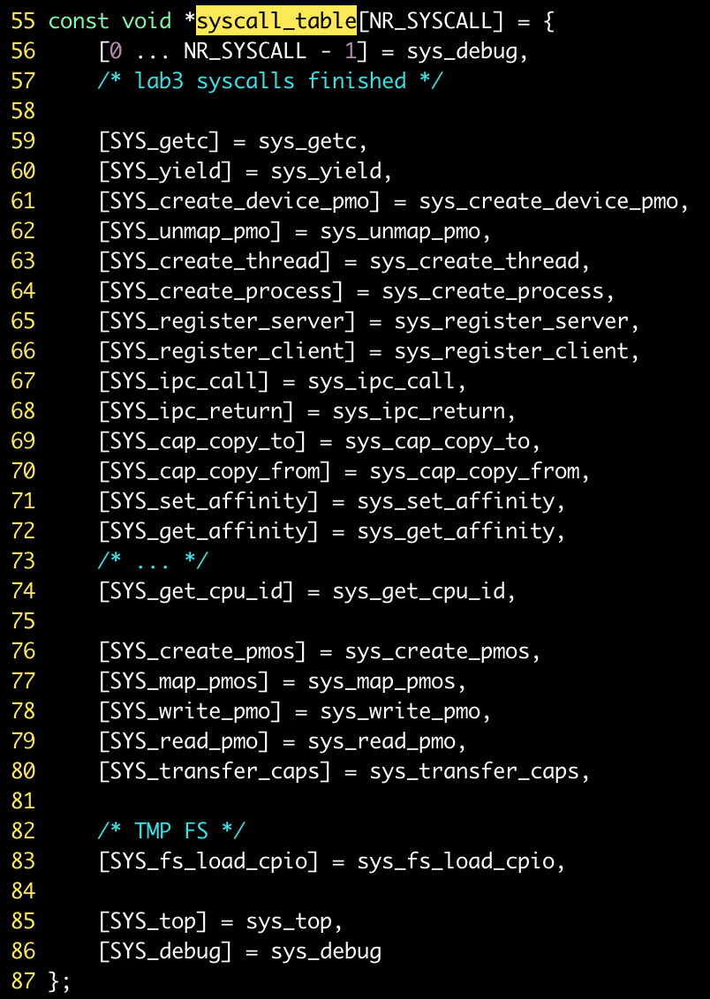 55 const void *syscall_table[NR_SYSCALL] = {
56     [0 ... NR_SYSCALL - 1] = sys_debug,
57     /* lab3 syscalls finished */
58
59     [SYS_getc] = sys_getc,
60     [SYS_yield] = sys_yield,
61     [SYS_create_device_pmo] = sys_create_device_pmo,
62     [SYS_unmap_pmo] = sys_unmap_pmo,
63     [SYS_create_thread] = sys_create_thread,
64     [SYS_create_process] = sys_create_process,
65     [SYS_register_server] = sys_register_server,
66     [SYS_register_client] = sys_register_client,
67     [SYS_ipc_call] = sys_ipc_call,
68     [SYS_ipc_return] = sys_ipc_return,
69     [SYS_cap_copy_to] = sys_cap_copy_to,
70     [SYS_cap_copy_from] = sys_cap_copy_from,
71     [SYS_set_affinity] = sys_set_affinity,
72     [SYS_get_affinity] = sys_get_affinity,
73     /* ... */
74     [SYS_get_cpu_id] = sys_get_cpu_id,
75
76     [SYS_create_pmos] = sys_create_pmos,
77     [SYS_map_pmos] = sys_map_pmos,
78     [SYS_write_pmo] = sys_write_pmo,
79     [SYS_read_pmo] = sys_read_pmo,
80     [SYS_transfer_caps] = sys_transfer_caps,
81
82     /* TMP FS */
83     [SYS_fs_load_cpio] = sys_fs_load_cpio,
84
85     [SYS_top] = sys_top,
86     [SYS_debug] = sys_debug
87 };